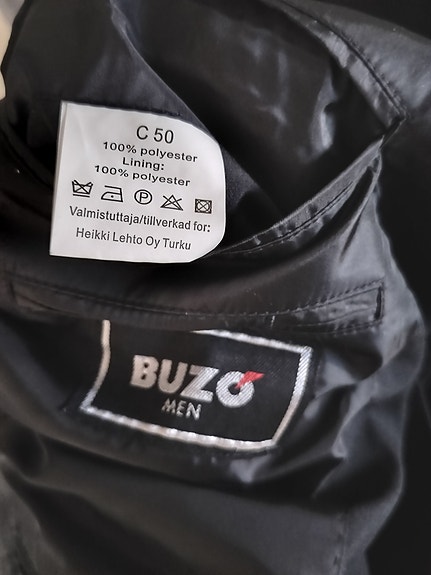 C 50
100% polyester
Lining:
100% polyester
P
Valmistuttaja/tillverkad for:
Heikki Lehto Oy Turku
BUZO
MEN